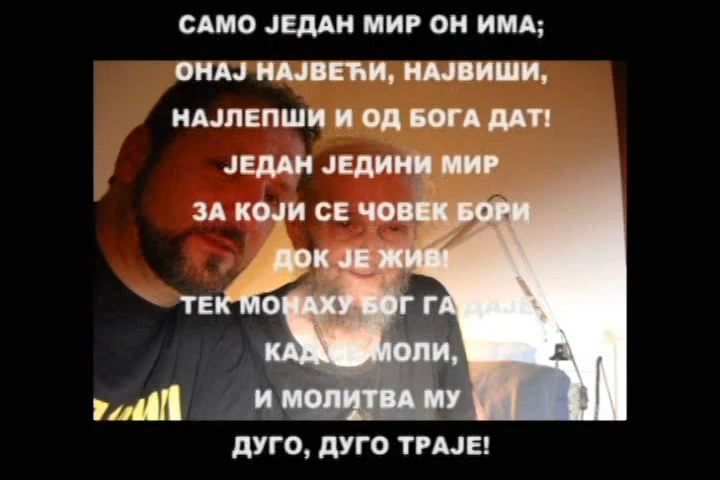 САМО ЈЕДАН МИР ОН ИМА;
ОНАЈ НАЈВЕЋИ, НАЈВИШИ,
НАЈЛЕПШИ И ОД БОГА ДАТ!
ЈЕДАН ЈЕДИНИ МИР
ЗА КОЈИ СЕ ЧОВЕК БОРИ
ДОК ЈЕ ЖИВ!
ТЕК МОНАХУ БОГ ГА ДАЈЕ
КАД СЕ МОЛИ,
И МОЛИТВА МУ
ДУГО, ДУГО ТРАЈЕ!